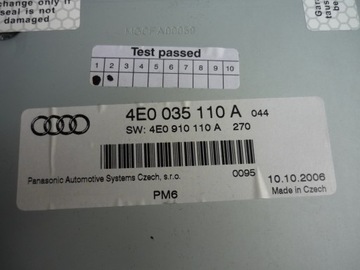 if
seal is not
damaged
Test passed
1 2 3 4 5 6 7 8 9 10
4E0 035 110 A 044
SW: 4E0 910 110 A 270
Panasonic Automotive Systems Czech, s.r.o. 0095 10.10.2006
PM6 Made in Czech